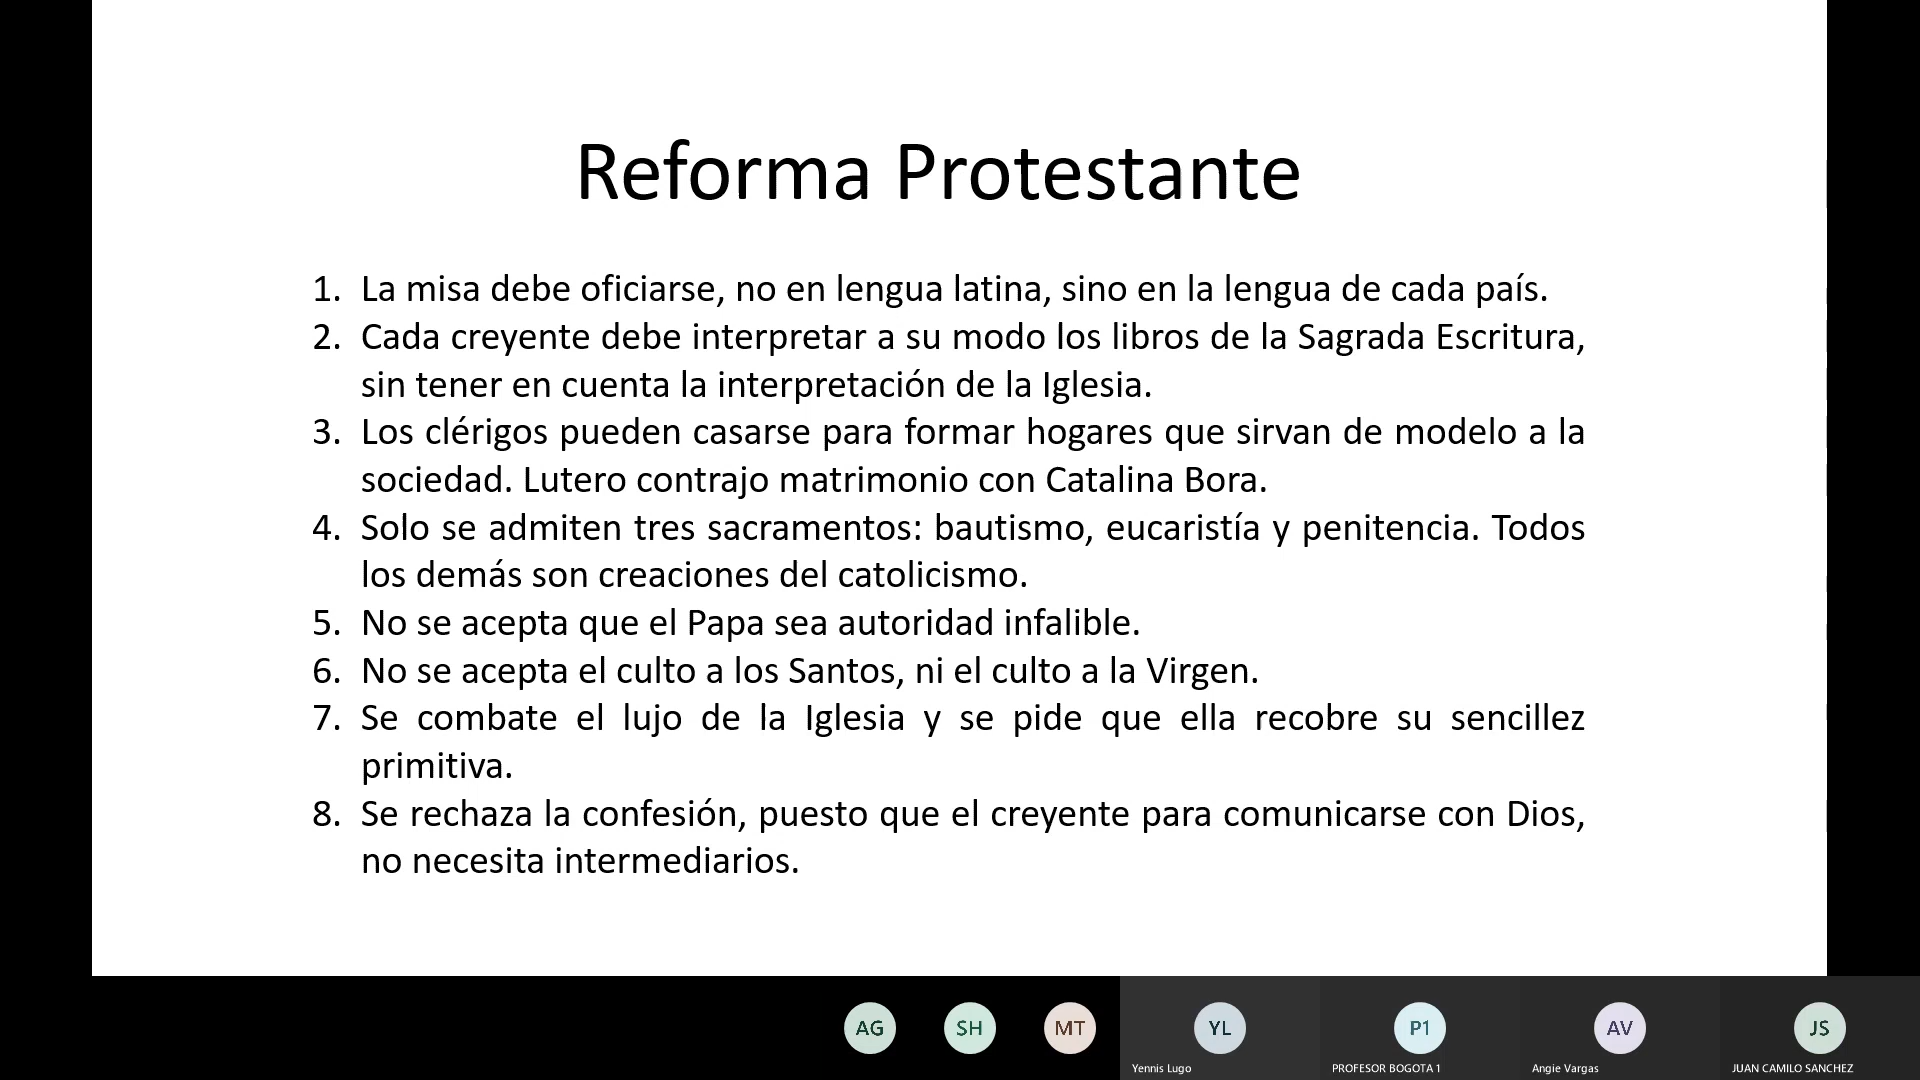 Reforma Protestante
1. La misa debe oficiarse, no en lengua latina, sino en la lengua de cada país.
2. Cada creyente debe interpretar a su modo los libros de la Sagrada Escritura,
sin tener en cuenta la interpretación de la Iglesia.
3. Los clérigos pueden casarse para formar hogares que sirvan de modelo a la
sociedad. Lutero contrajo matrimonio con Catalina Bora.
4. Solo se admiten tres sacramentos: bautismo, eucaristía y penitencia. Todos
los demás son creaciones del catolicismo.
5. No se acepta que el Papa sea autoridad infalible.
6. No se acepta el culto a los Santos, ni el culto a la Virgen.
7. Se combate el lujo de la Iglesia y se pide que ella recobre su sencillez
primitiva.
8. Se rechaza la confesión, puesto que el creyente para comunicarse con Dios,
no necesita intermediarios.
AG SH MT YL P1 AV JS
Yennis Lugo PROFESOR BOGOTA 1 Angie Vargas JUAN CAMILO SANCHEZ